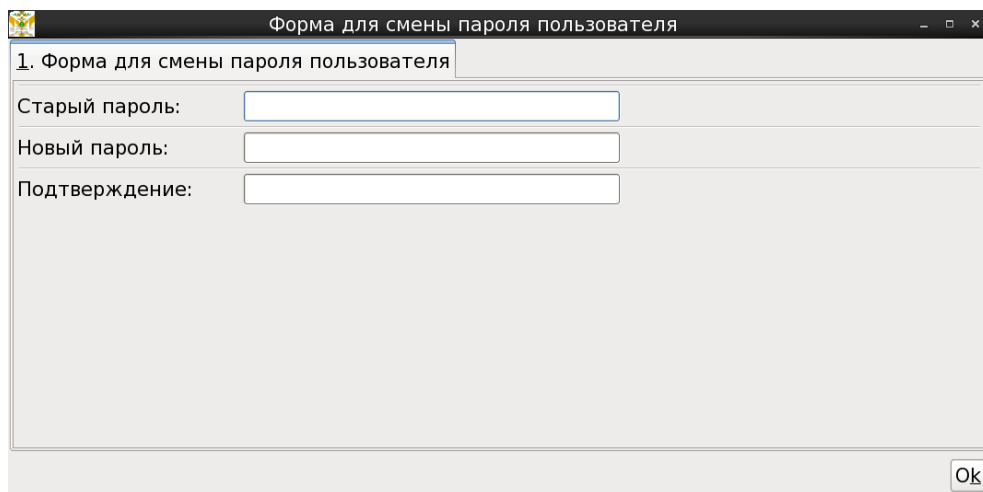 Форма для смены пароля пользователя
1. Форма для смены пароля пользователя
Старый пароль:
Новый пароль:
Подтверждение:
Ok